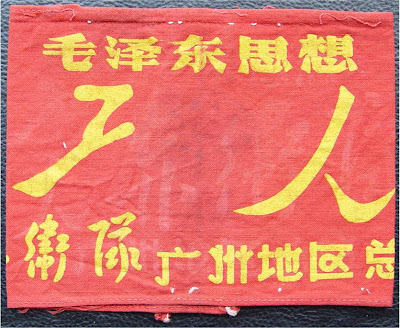 毛泽东思想
工人
衛隊 广州地区总